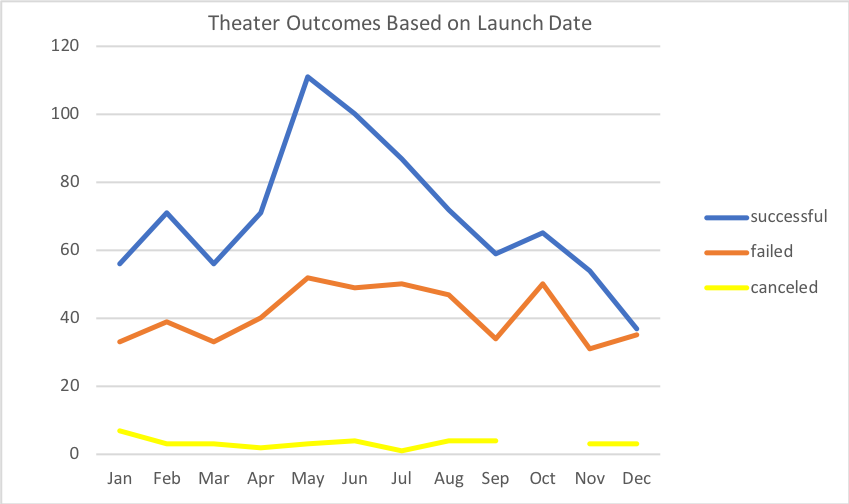 Theater Outcomes Based on Launch Date
120
100
80
60
40
20
0
Jan Feb Mar Apr May Jun Jul Aug Sep Oct Nov Dec
successful
failed
canceled